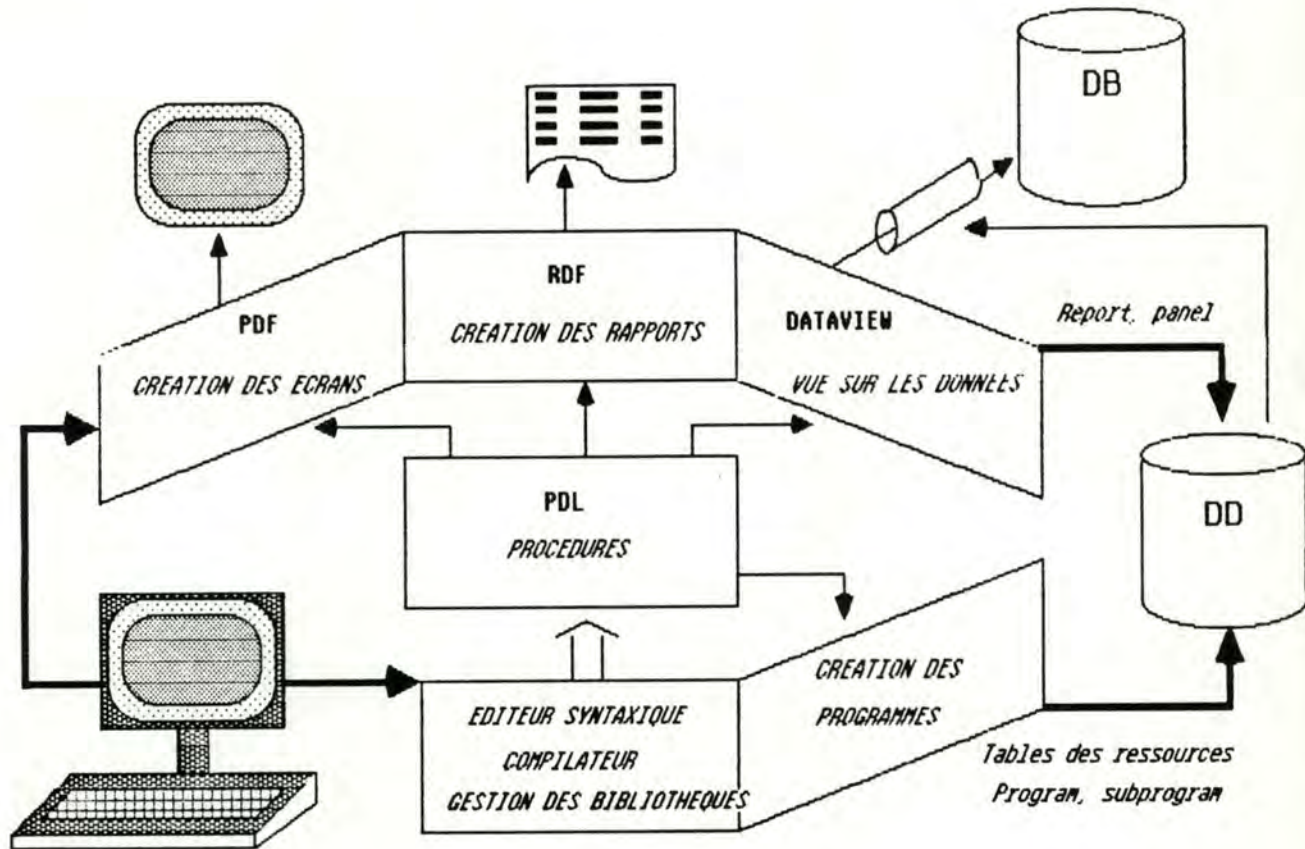 DB
RDF
CREATION DES RAPPORTS
PDF
CREATION DES ECRANS
DATAVIEW
VUE SUR LES DONNÉES
Report, panel
DD
PDL
PROCEDURES
CREATION DES
PROGRAMMES
EDITEUR SYNTAXIQUE
COMPILATEUR
GESTION DES BIBLIOTHEQUES
Tables des ressources
Program, subprogram